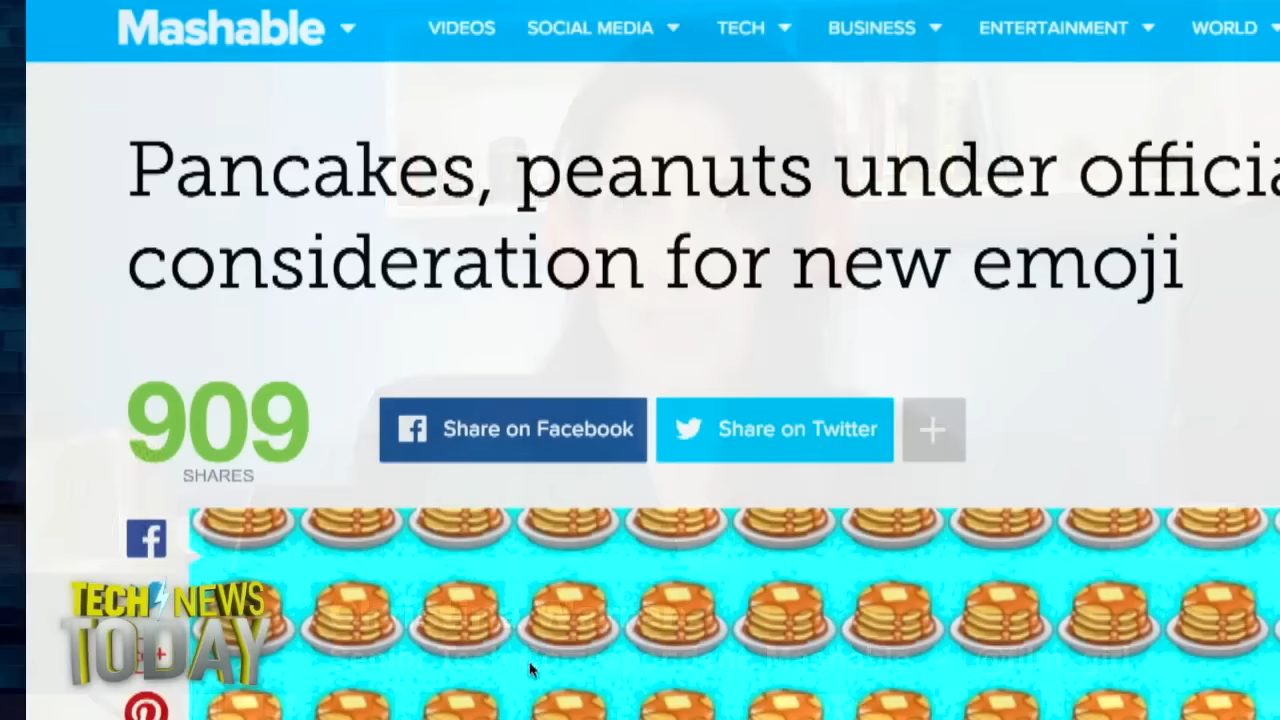 Mashable
VIDEOS SOCIAL MEDIA TECH BUSINESS ENTERTAINMENT WORLD
Pancakes, peanuts under officia
consideration for new emoji
909
SHARES
Share on Facebook
Share on Twitter
TECH NEWS
TODAY